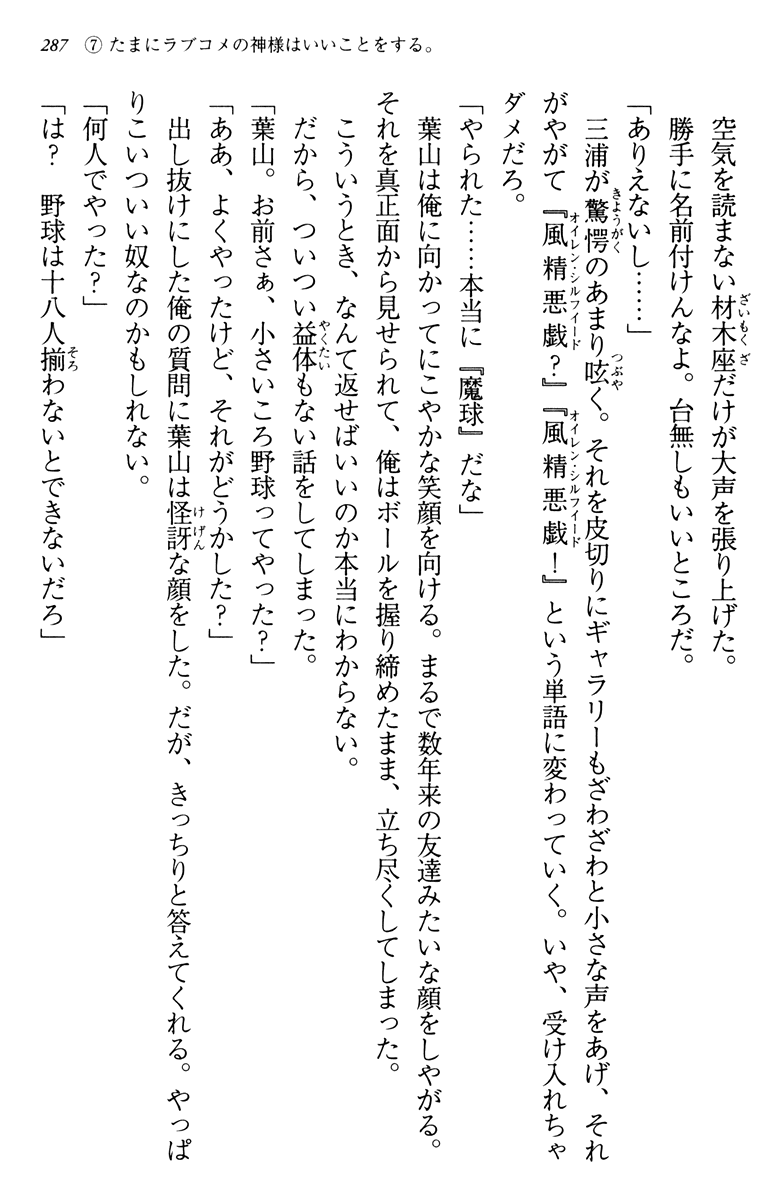 287　⑦ たまにラブコメの神様はいいことをする。
　空気を読まない材木座だけが大声を張り上げた。
　勝手に名前付けんなよ。台無しもいいところだ。
「ありえないし……」
　三浦が驚愕のあまり呟く。それを皮切りにギャラリーもざわざわと小さな声をあげ、それ
がやがて『風精悪戯？』『風精悪戯！』という単語に変わっていく。いや、受け入れちゃ
ダメだろ。
「やられた……本当に『魔球』だな」
　葉山は俺に向かってにこやかな笑顔を向ける。まるで数年来の友達みたいな顔をしやがる。
それを真正面から見せられて、俺はボールを握り締めたまま、立ち尽くしてしまった。
　こういうとき、なんて返せばいいのか本当にわからない。
　だから、ついつい益体もない話をしてしまった。
「葉山。お前さぁ、小さいころ野球ってやった？」
「ああ、よくやったけど、それがどうかした？」
　出し抜けにした俺の質問に葉山は怪訝な顔をした。だが、きっちりと答えてくれる。やっぱ
りこいついい奴なのかもしれない。
「何人でやった？」
「は？　野球は十八人揃わないとできないだろ」